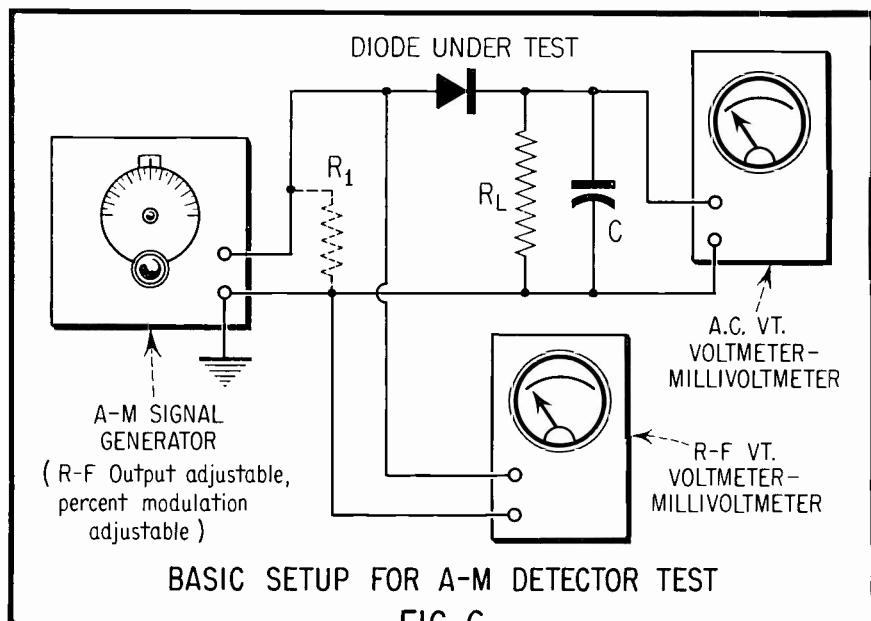 DIODE UNDER TEST
R1
RL
C
A.C. VT.
VOLTMETER-
MILLIVOLTMETER
A-M SIGNAL
GENERATOR
( R-F Output adjustable,
percent modulation
adjustable )
R-F VT.
VOLTMETER-
MILLIVOLTMETER
BASIC SETUP FOR A-M DETECTOR TEST